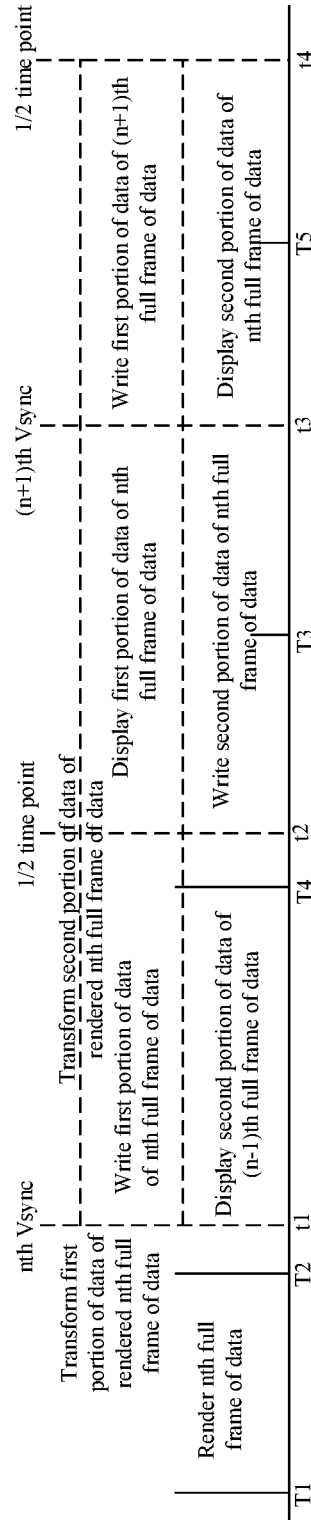 nth Vsync
1/2 time point
(n+1)th Vsync
1/2 time point
Transform first
portion of data of
rendered nth full
frame of data
Transform second portion of data of
rendered nth full frame of data
Write first portion of data
of nth full frame of data
Display first portion of data of nth
full frame of data
Write first portion of data of (n+1)th
full frame of data
Render nth full
frame of data
Display second portion of data of
(n-1)th full frame of data
Write second portion of data of nth full
frame of data
Display second portion of data of
nth full frame of data
T1
T2
t1
T4
t2
T3
t3
T5
t4